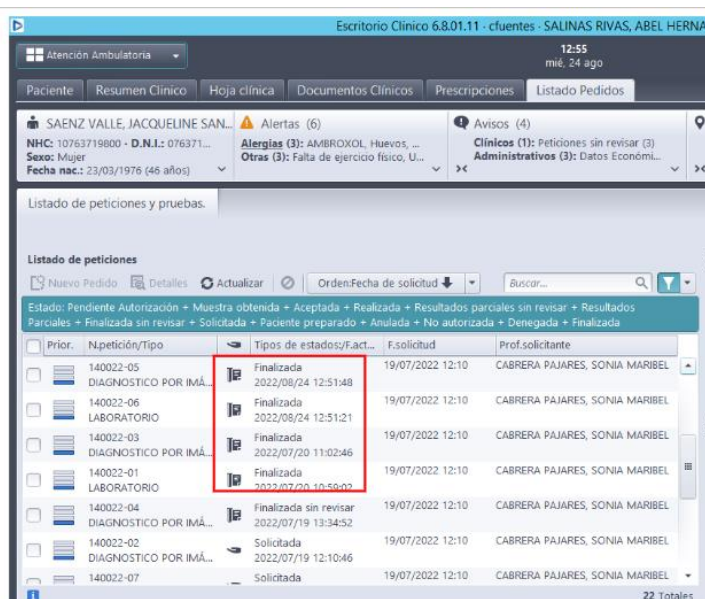 Escritorio Clinico 6.8.01.11 - cfuentes - SALINAS RIVAS, ABEL HERNA
Atención Ambulatoria
12:55
mié, 24 ago
Paciente Resumen Clinico Hoja clínica Documentos Clínicos Prescripciones Listado Pedidos
SAENZ VALLE, JACQUELINE SAN...
NHC: 10763719800 - D.N.I.: 076371...
Sexo: Mujer
Fecha nac.: 23/03/1976 (46 años)
Alertas (6)
Alergias (3): AMBROXOL, Huevos, ...
Otras (3): Falta de ejercicio físico, U...
Avisos (4)
Clínicos (1): Peticiones sin revisar (3)
Administrativos (3): Datos Económi...
Listado de peticiones y pruebas.
Listado de peticiones
Nuevo Pedido Detalles Actualizar Orden:Fecha de solicitud Buscar...
Estado: Pendiente Autorización + Muestra obtenida + Aceptada + Realizada + Resultados parciales sin revisar + Resultados
Parciales + Finalizada sin revisar + Solicitada + Paciente preparado + Anulada + No autorizada + Denegada + Finalizada
Prior. N.petición/Tipo Tipos de estados:/F.act... F.solicitud Prof.solicitante
140022-05 Finalizada 19/07/2022 12:10 CABRERA PAJARES, SONIA MARIBEL
DIAGNOSTICO POR IMÁ... 2022/08/24 12:51:48
140022-06 Finalizada 19/07/2022 12:10 CABRERA PAJARES, SONIA MARIBEL
LABORATORIO 2022/08/24 12:51:21
140022-03 Finalizada 19/07/2022 12:10 CABRERA PAJARES, SONIA MARIBEL
DIAGNOSTICO POR IMÁ... 2022/07/20 11:02:46
140022-01 Finalizada 19/07/2022 12:10 CABRERA PAJARES, SONIA MARIBEL
LABORATORIO 2022/07/20 10:59:02
140022-04 Finalizada sin revisar 19/07/2022 12:10 CABRERA PAJARES, SONIA MARIBEL
DIAGNOSTICO POR IMÁ... 2022/07/19 13:34:52
140022-02 Solicitada 19/07/2022 12:10 CABRERA PAJARES, SONIA MARIBEL
DIAGNOSTICO POR IMÁ... 2022/07/19 12:10:46
140022-07 Solicitada 19/07/2022 12:10 CABRERA PAJARES, SONIA MARIBEL
22 Totales